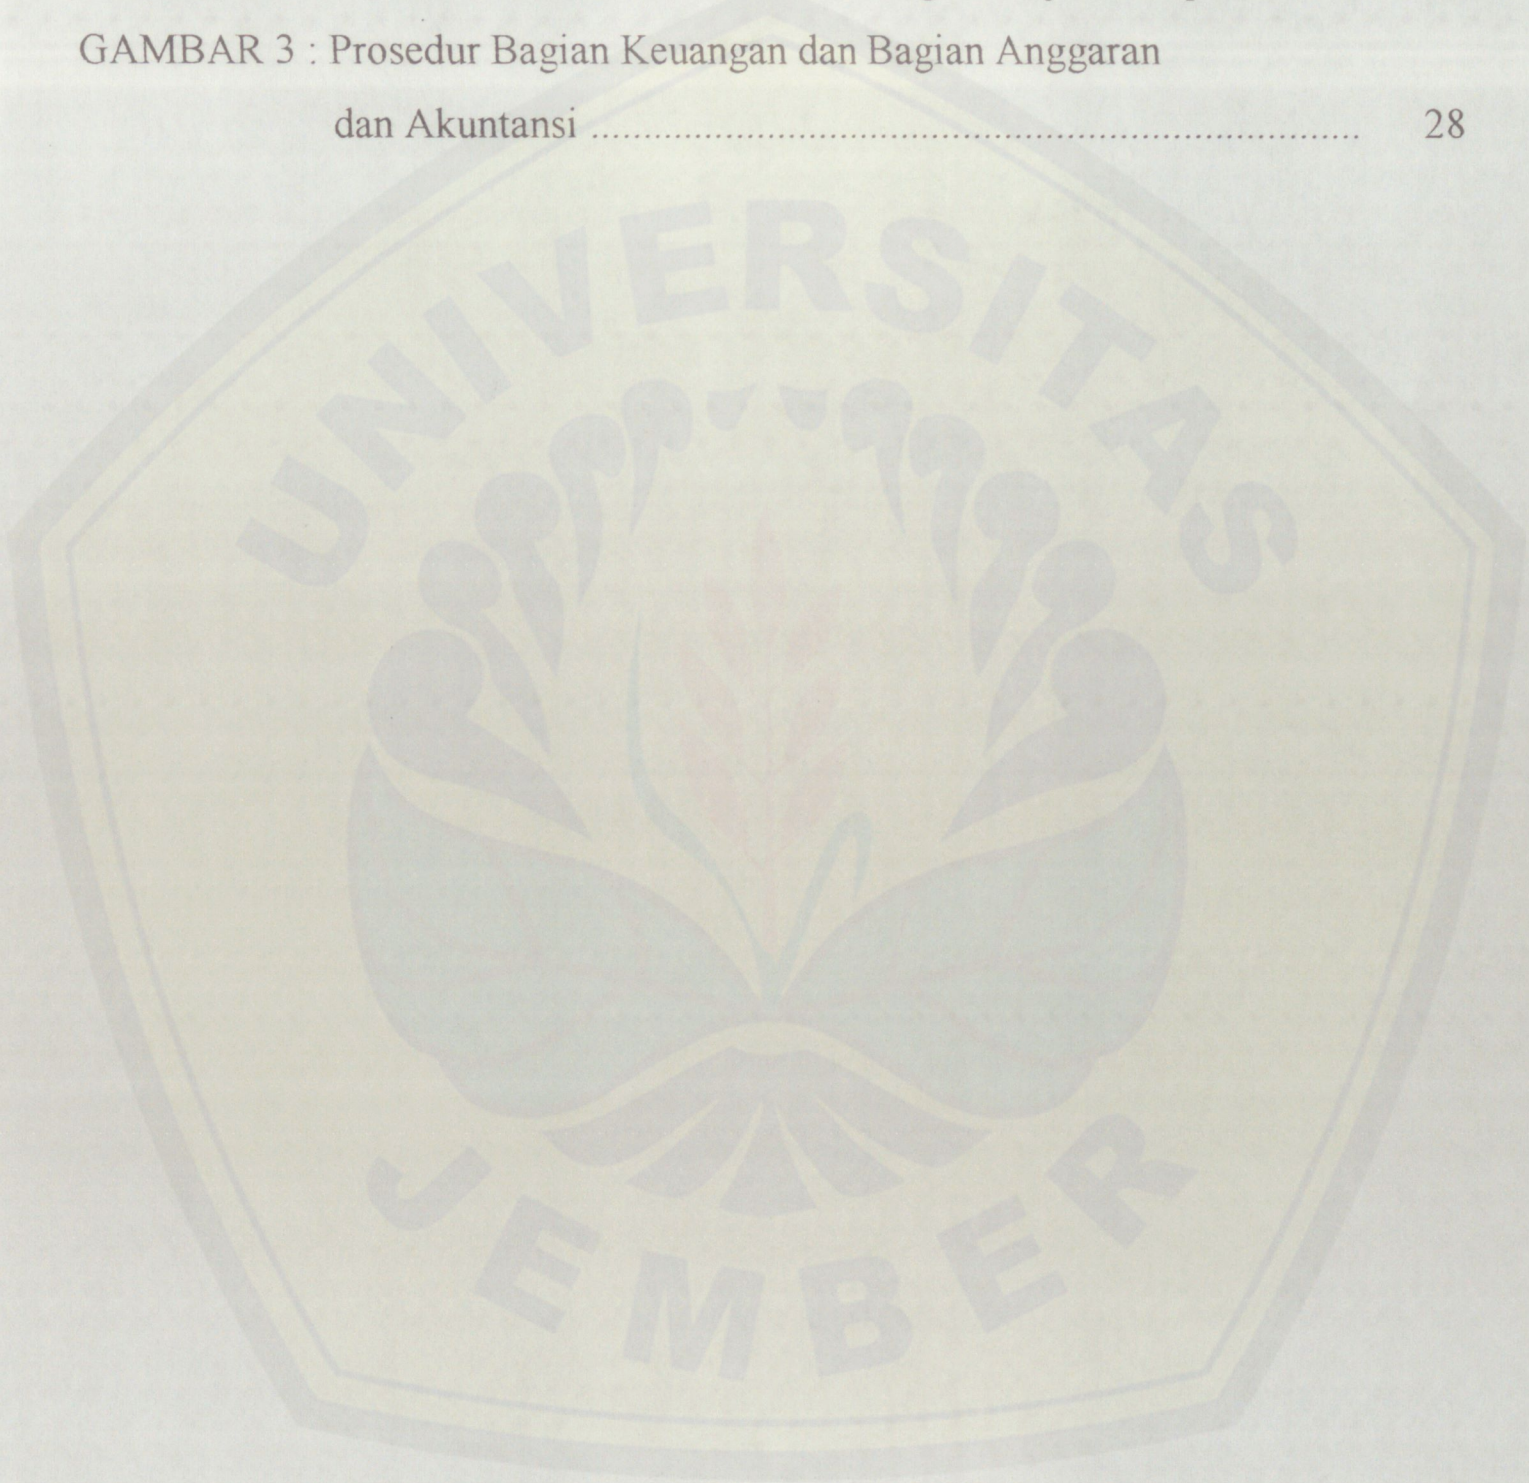 GAMBAR 3 : Prosedur Bagian Keuangan dan Bagian Anggaran
dan Akuntansi ........................................................................... 28
UNIVERSITAS
JEMBER